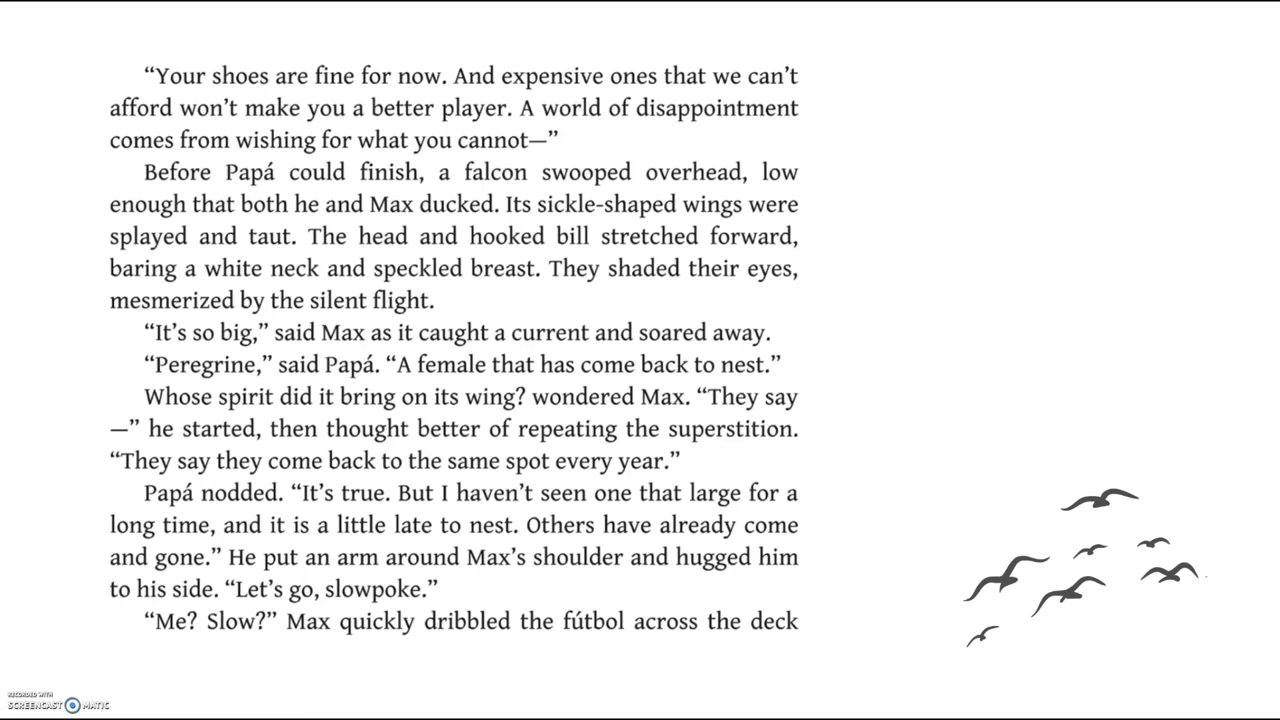 “Your shoes are fine for now. And expensive ones that we can’t
afford won’t make you a better player. A world of disappointment
comes from wishing for what you cannot—”
Before Papá could finish, a falcon swooped overhead, low
enough that both he and Max ducked. Its sickle-shaped wings were
splayed and taut. The head and hooked bill stretched forward,
baring a white neck and speckled breast. They shaded their eyes,
mesmerized by the silent flight.
“It’s so big,” said Max as it caught a current and soared away.
“Peregrine,” said Papá. “A female that has come back to nest.”
Whose spirit did it bring on its wing? wondered Max. “They say
—” he started, then thought better of repeating the superstition.
“They say they come back to the same spot every year.”
Papá nodded. “It’s true. But I haven’t seen one that large for a
long time, and it is a little late to nest. Others have already come
and gone.” He put an arm around Max’s shoulder and hugged him
to his side. “Let’s go, slowpoke.”
“Me? Slow?” Max quickly dribbled the fútbol across the deck
RECORDED WITH
SCREENCAST MATIC